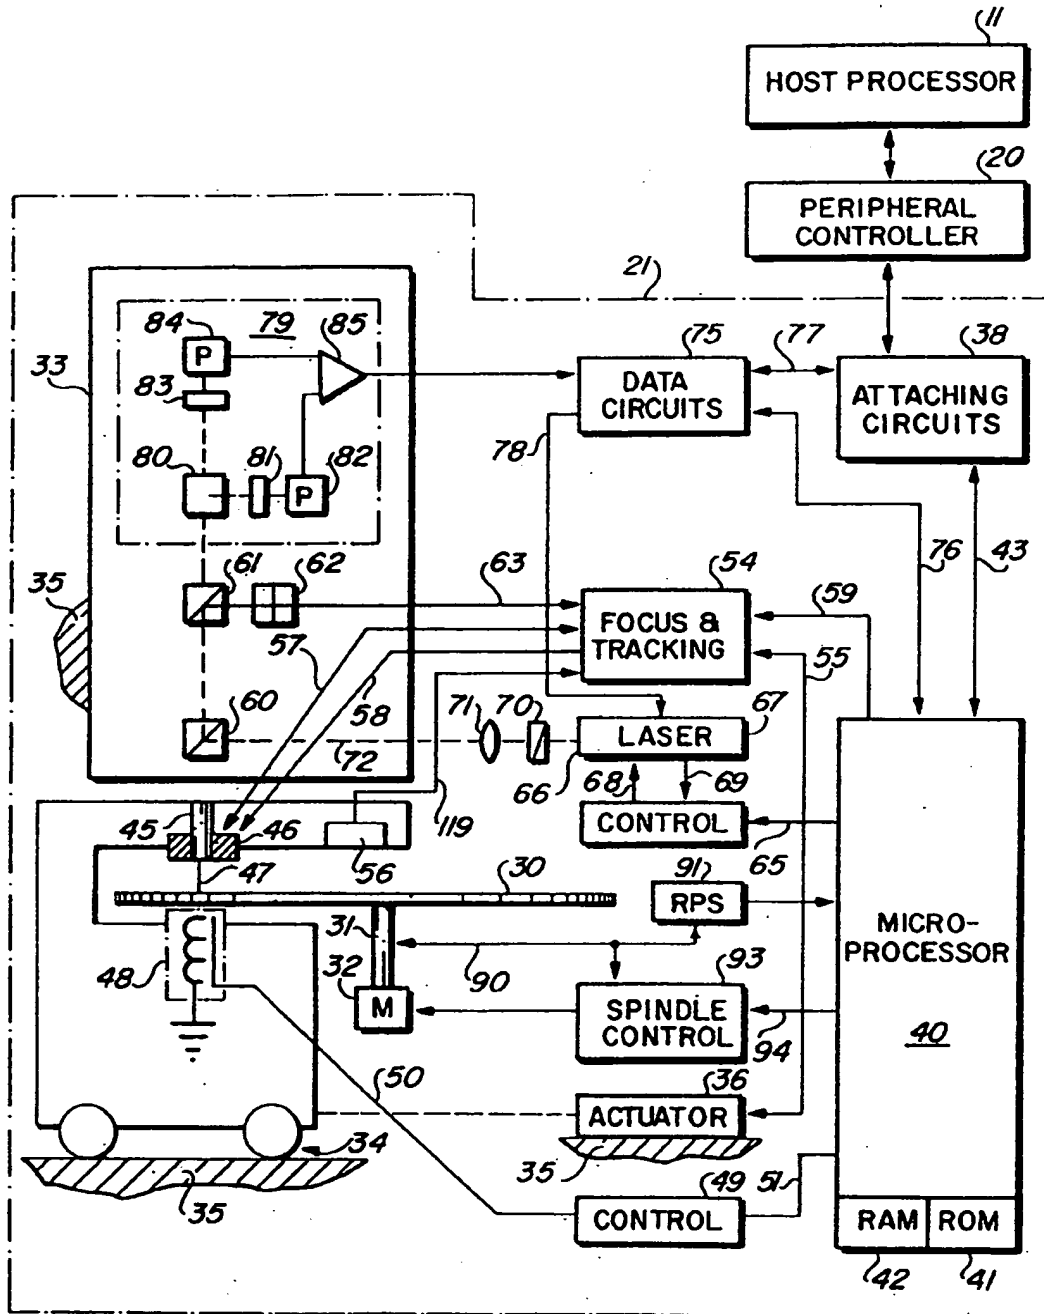 11
HOST PROCESSOR
20
PERIPHERAL
CONTROLLER
21
84
79
85
P
83
33
80
81
82
P
75
DATA
CIRCUITS
77
38
ATTACHING
CIRCUITS
78
35
61
62
63
54
FOCUS &
TRACKING
59
76
43
57
58
55
60
71
70
72
LASER
67
66
68
69
CONTROL
65
119
45
46
47
56
30
91
RPS
31
90
32
M
48
93
SPINDLE
CONTROL
94
MICRO-
PROCESSOR
40
50
36
ACTUATOR
34
35
35
49
CONTROL
51
RAM
ROM
42
41